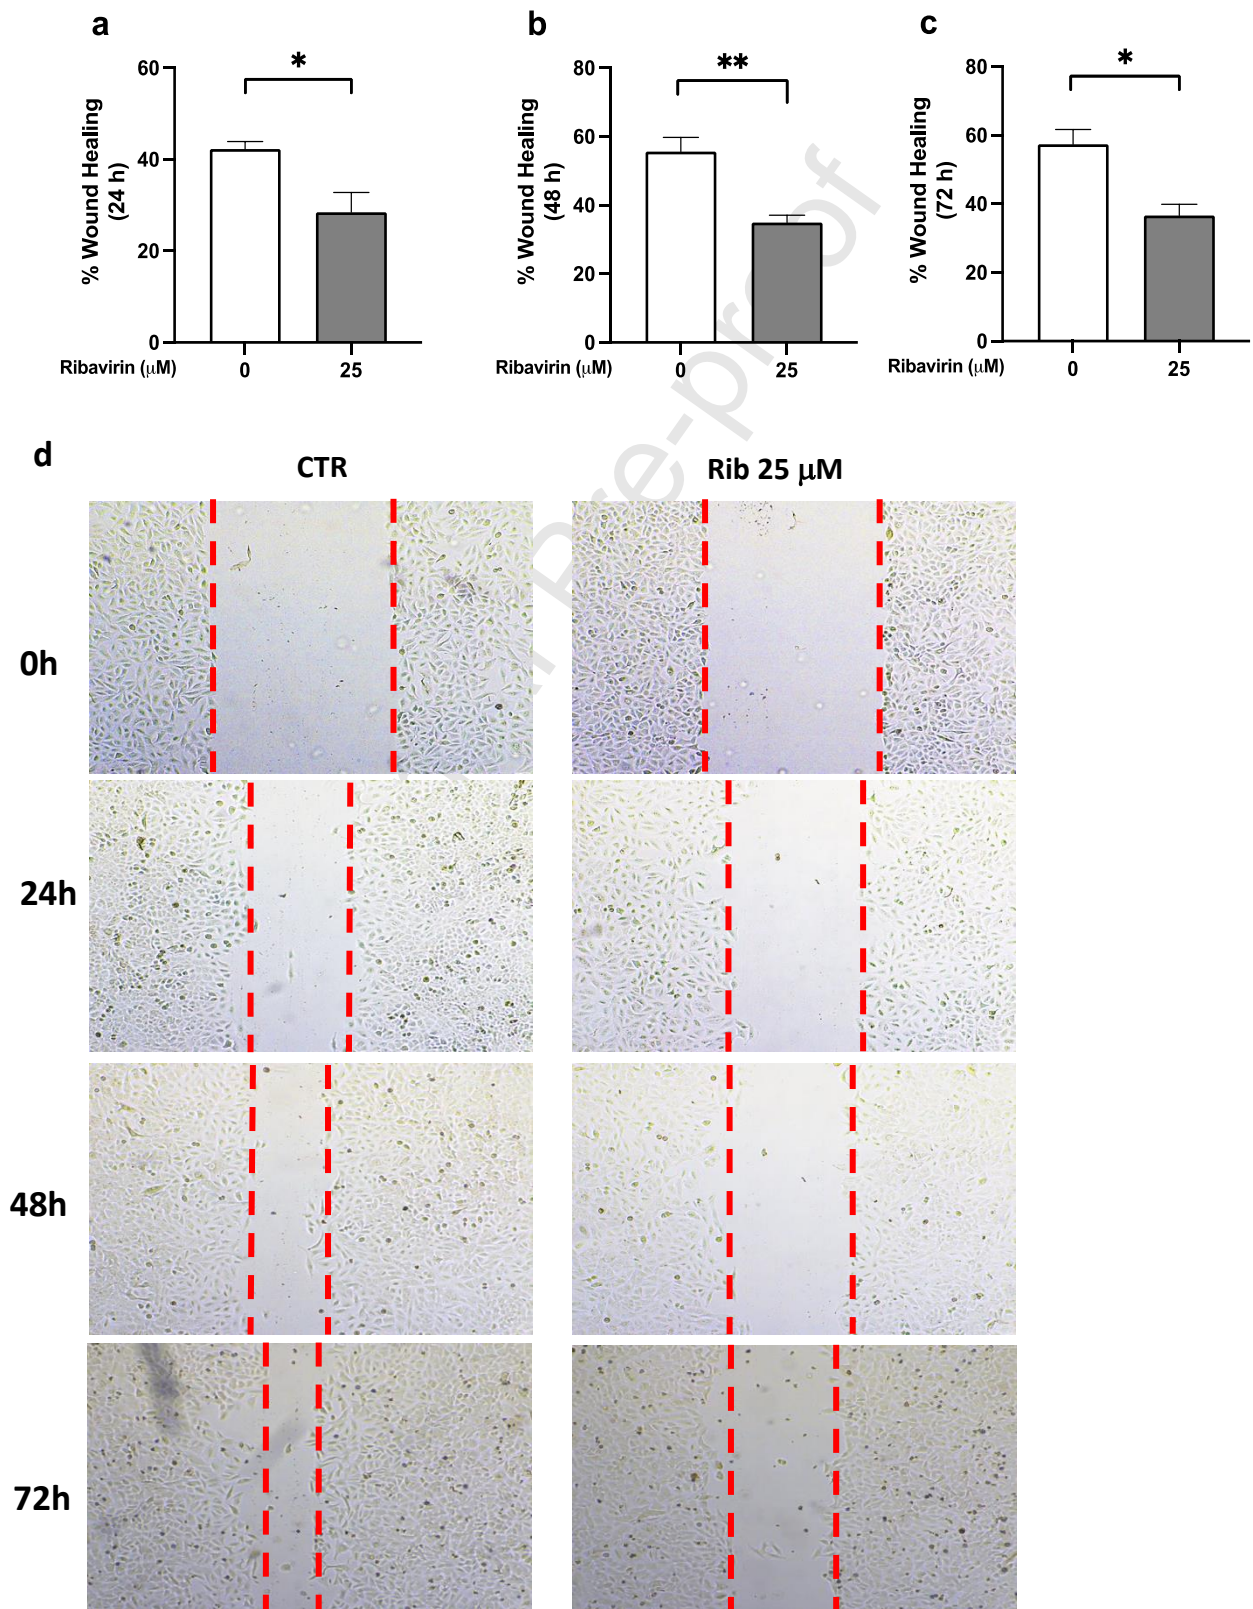 a
b
c
*
**
*
% Wound Healing
(24 h)
60
40
20
0
Ribavirin (μM)
0
25
% Wound Healing
(48 h)
80
60
40
20
0
Ribavirin (μM)
0
25
% Wound Healing
(72 h)
80
60
40
20
0
Ribavirin (μM)
0
25
d
CTR
Rib 25 μM
0h
24h
48h
72h
Pre-proof